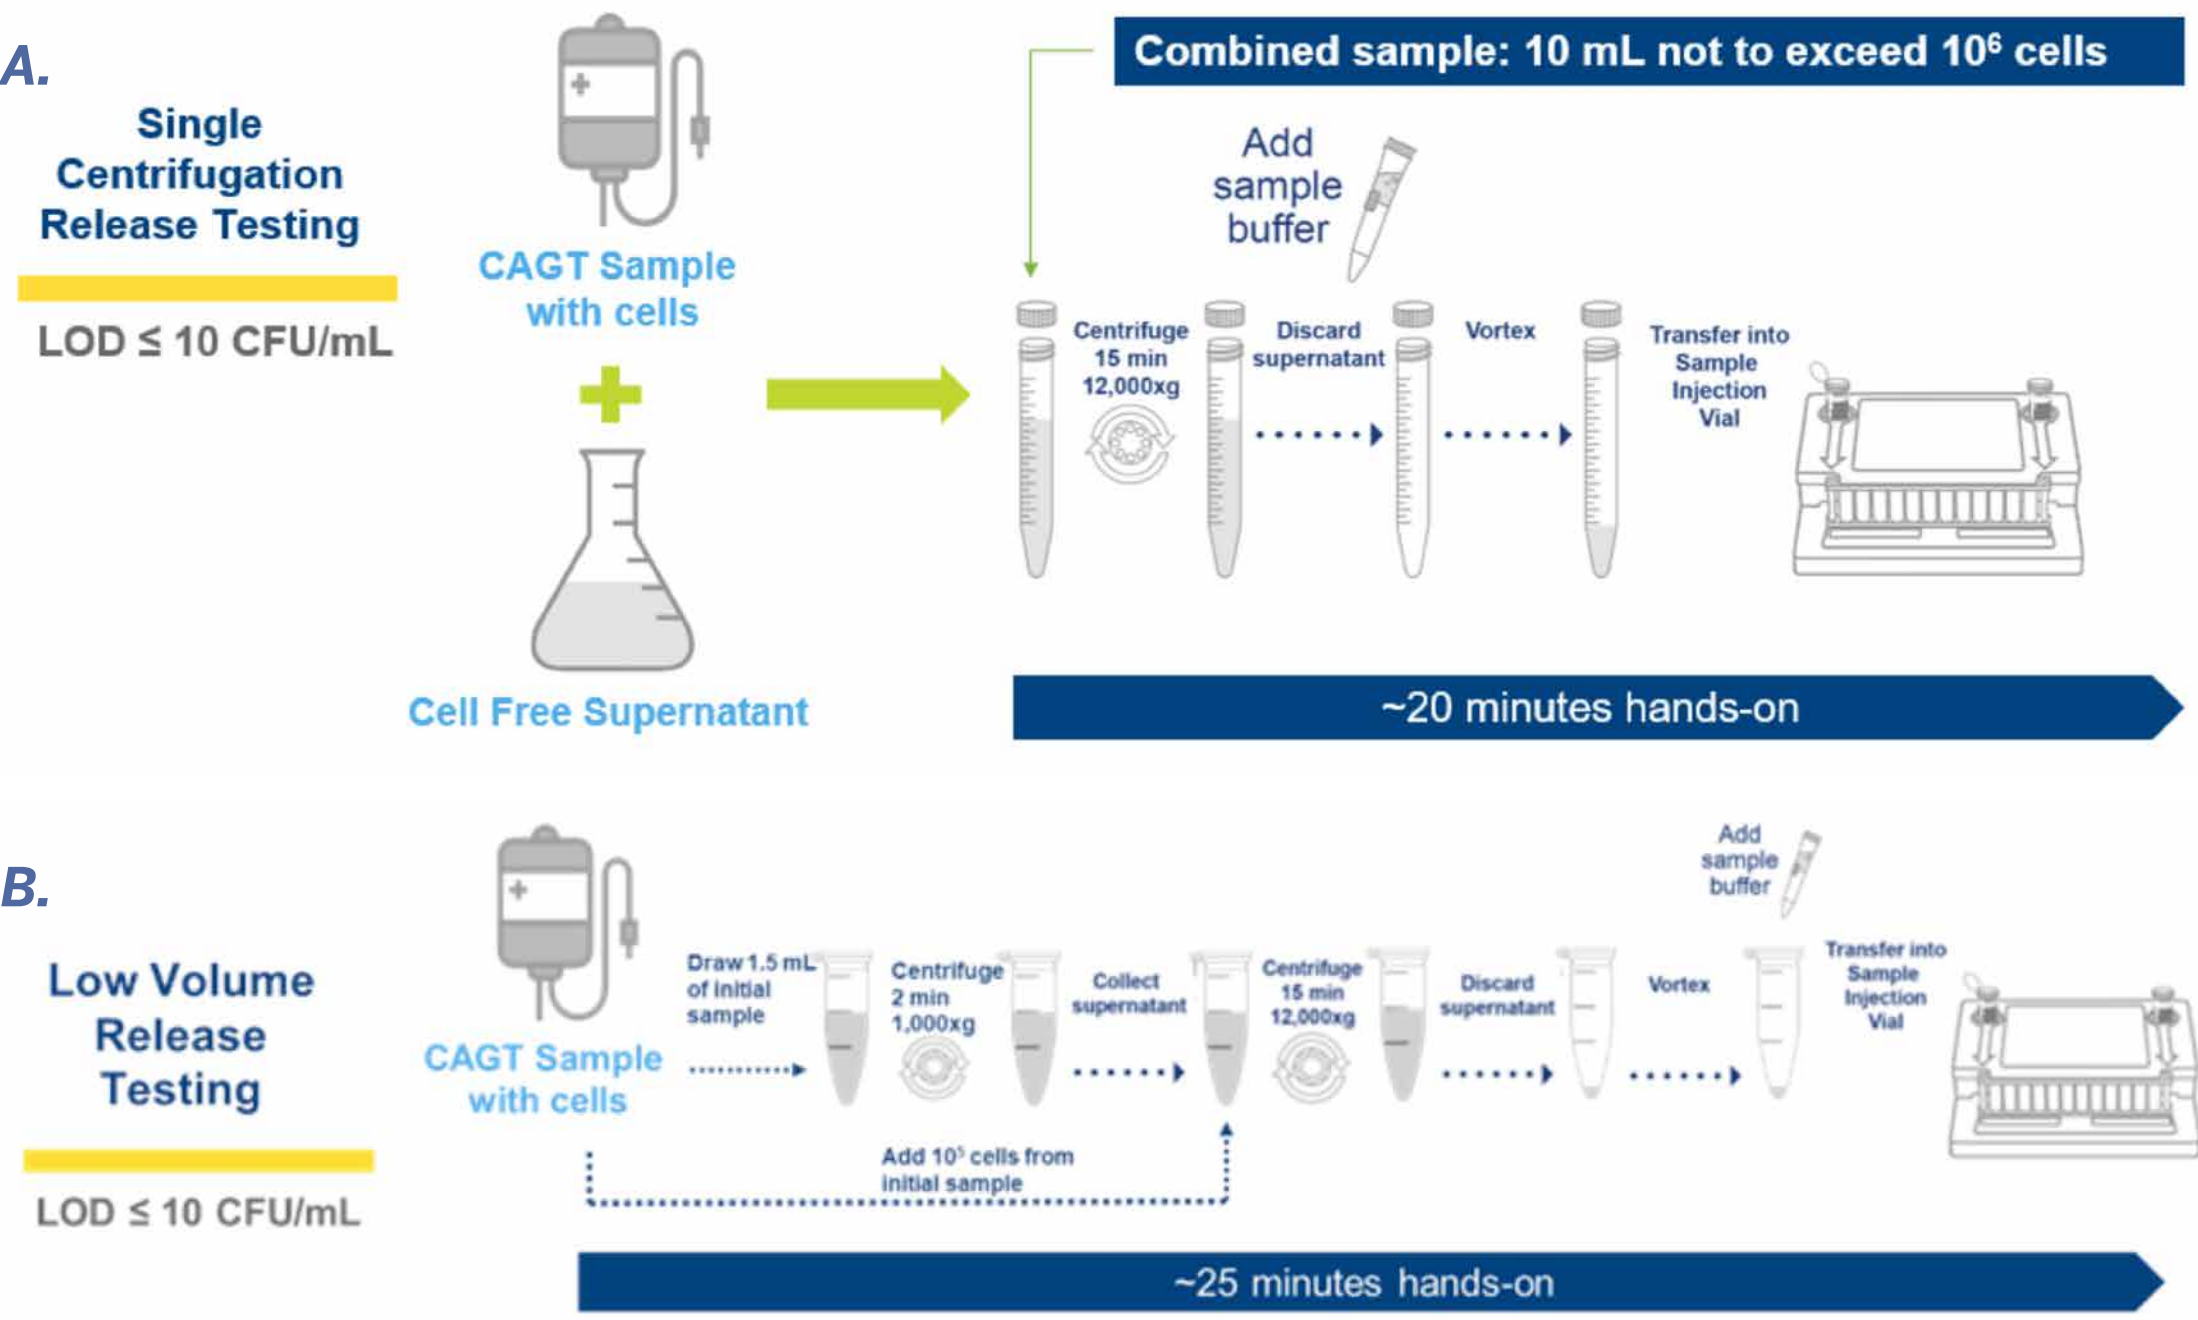 A.
Single
Centrifugation
Release Testing
LOD ≤ 10 CFU/mL
CAGT Sample
with cells
Cell Free Supernatant
Combined sample: 10 mL not to exceed 10⁶ cells
Add
sample
buffer
Centrifuge
15 min
12,000xg
Discard
supernatant
Vortex
Transfer into
Sample
Injection
Vial
~20 minutes hands-on
B.
Low Volume
Release
Testing
LOD ≤ 10 CFU/mL
CAGT Sample
with cells
Draw 1.5 mL
of initial
sample
Centrifuge
2 min
1,000xg
Collect
supernatant
Add 10⁵ cells from
initial sample
Centrifuge
15 min
12,000xg
Discard
supernatant
Vortex
Add
sample
buffer
Transfer into
Sample
Injection
Vial
~25 minutes hands-on